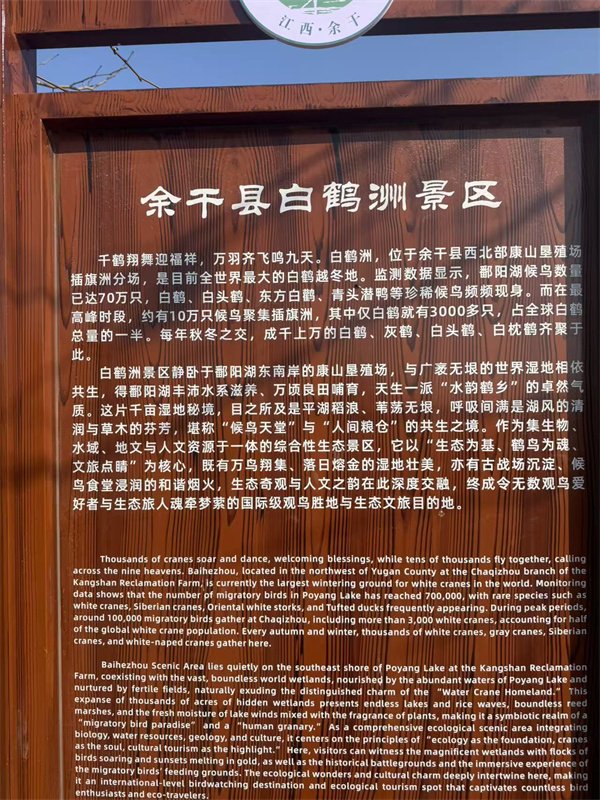 江西·余干
余干县白鹤洲景区
千鹤翔舞迎福祥，万羽齐飞鸣九天。白鹤洲，位于余干县西北部康山垦殖场
插旗洲分场，是目前全世界最大的白鹤越冬地。监测数据显示，鄱阳湖候鸟数量
已达70万只，白鹤、白头鹤、东方白鹳、青头潜鸭等珍稀候鸟频频现身。而在最
高峰时段，约有10万只候鸟聚集插旗洲，其中仅白鹤就有3000多只，占全球白鹤
总量的一半。每年秋冬之交，成千上万的白鹤、灰鹤、白头鹤、白枕鹤齐聚于
此。
白鹤洲景区静卧于鄱阳湖东南岸的康山垦殖场，与广袤无垠的世界湿地相依
共生，得鄱阳湖丰沛水系滋养、万顷良田哺育，天生一派“水韵鹤乡”的卓然气
质。这片千亩湿地秘境，目之所及是平湖稻浪、苇荡无垠，呼吸间满是湖风的清
润与草木的芬芳，堪称“候鸟天堂”与“人间粮仓”的共生之境。作为集生物、
水域、地文与人文资源于一体的综合性生态景区，它以“生态为基、鹤鸟为魂、
文旅点睛”为核心，既有万鸟翔集、落日熔金的湿地壮美，亦有古战场沉淀、候
鸟食堂浸润的和谐烟火，生态奇观与人文之韵在此深度交融，终成令无数观鸟爱
好者与生态旅人魂牵梦萦的国际级观鸟胜地与生态文旅目的地。
Thousands of cranes soar and dance, welcoming blessings, while tens of thousands fly together, calling
across the nine heavens. Baihezhou, located in the northwest of Yugan County at the Chaqizhou branch of the
Kangshan Reclamation Farm, is currently the largest wintering ground for white cranes in the world. Monitoring
data shows that the number of migratory birds in Poyang Lake has reached 700,000, with rare species such as
white cranes, Siberian cranes, Oriental white storks, and Tufted ducks frequently appearing. During peak periods,
around 100,000 migratory birds gather at Chaqizhou, including more than 3,000 white cranes, accounting for half
of the global white crane population. Every autumn and winter, thousands of white cranes, gray cranes, Siberian
cranes, and white-naped cranes gather here.
Baihezhou Scenic Area lies quietly on the southeast shore of Poyang Lake at the Kangshan Reclamation
Farm, coexisting with the vast, boundless world wetlands, nourished by the abundant waters of Poyang Lake and
nurtured by fertile fields, naturally exuding the distinguished charm of the “Water Crane Homeland.” This
expanse of thousands of acres of hidden wetlands presents endless lakes and rice waves, boundless reed
marshes, and the fresh moisture of lake winds mixed with the fragrance of plants, making it a symbiotic realm of a
“migratory bird paradise” and a “human granary.” As a comprehensive ecological scenic area integrating
biology, water resources, geology, and culture, it centers on the principles of “ecology as the foundation, cranes
as the soul, cultural tourism as the highlight.” Here, visitors can witness the magnificent wetlands with flocks of
birds soaring and sunsets melting in gold, as well as the historical battlegrounds and the immersive experience of
the migratory birds' feeding grounds. The ecological wonders and cultural charm deeply intertwine here, making
it an international-level birdwatching destination and ecological tourism spot that captivates countless bird
enthusiasts and eco-travelers.